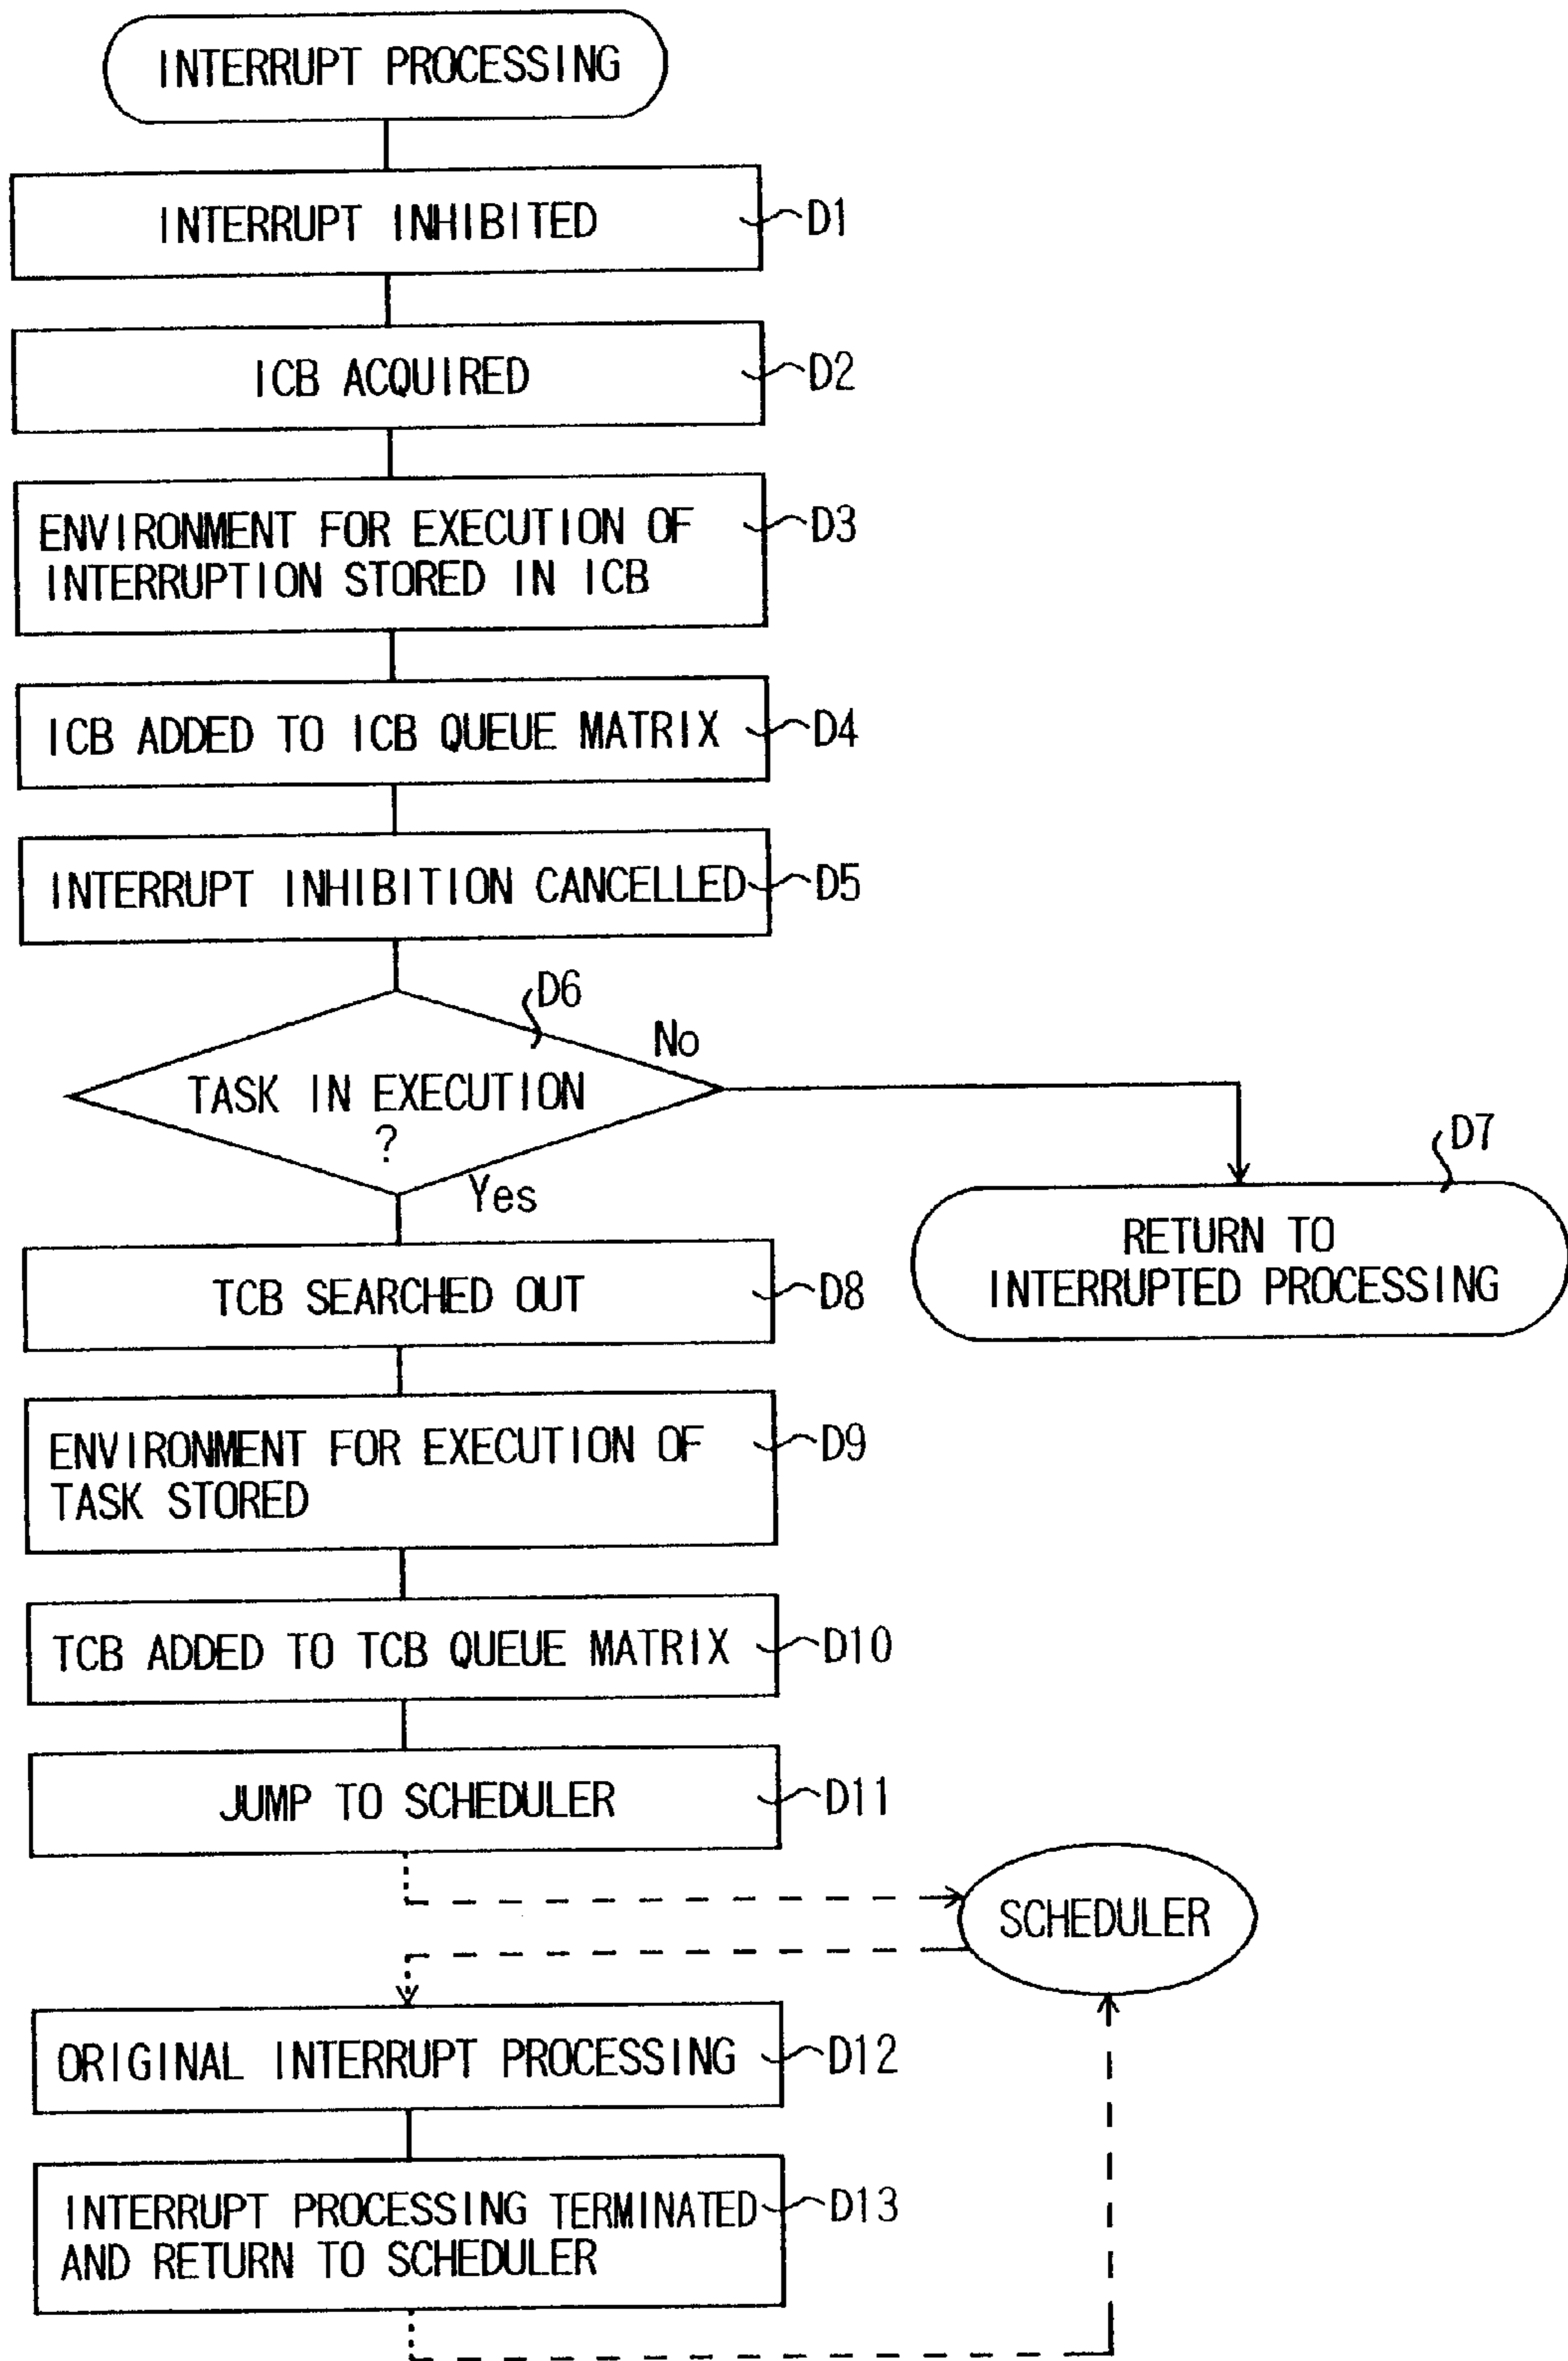 INTERRUPT PROCESSING
INTERRUPT INHIBITED
D1
ICB ACQUIRED
D2
ENVIRONMENT FOR EXECUTION OF
INTERRUPTION STORED IN ICB
D3
ICB ADDED TO ICB QUEUE MATRIX
D4
INTERRUPT INHIBITION CANCELLED
D5
D6
No
TASK IN EXECUTION
?
Yes
D7
RETURN TO
INTERRUPTED PROCESSING
TCB SEARCHED OUT
D8
ENVIRONMENT FOR EXECUTION OF
TASK STORED
D9
TCB ADDED TO TCB QUEUE MATRIX
D10
JUMP TO SCHEDULER
D11
SCHEDULER
ORIGINAL INTERRUPT PROCESSING
D12
INTERRUPT PROCESSING TERMINATED
AND RETURN TO SCHEDULER
D13